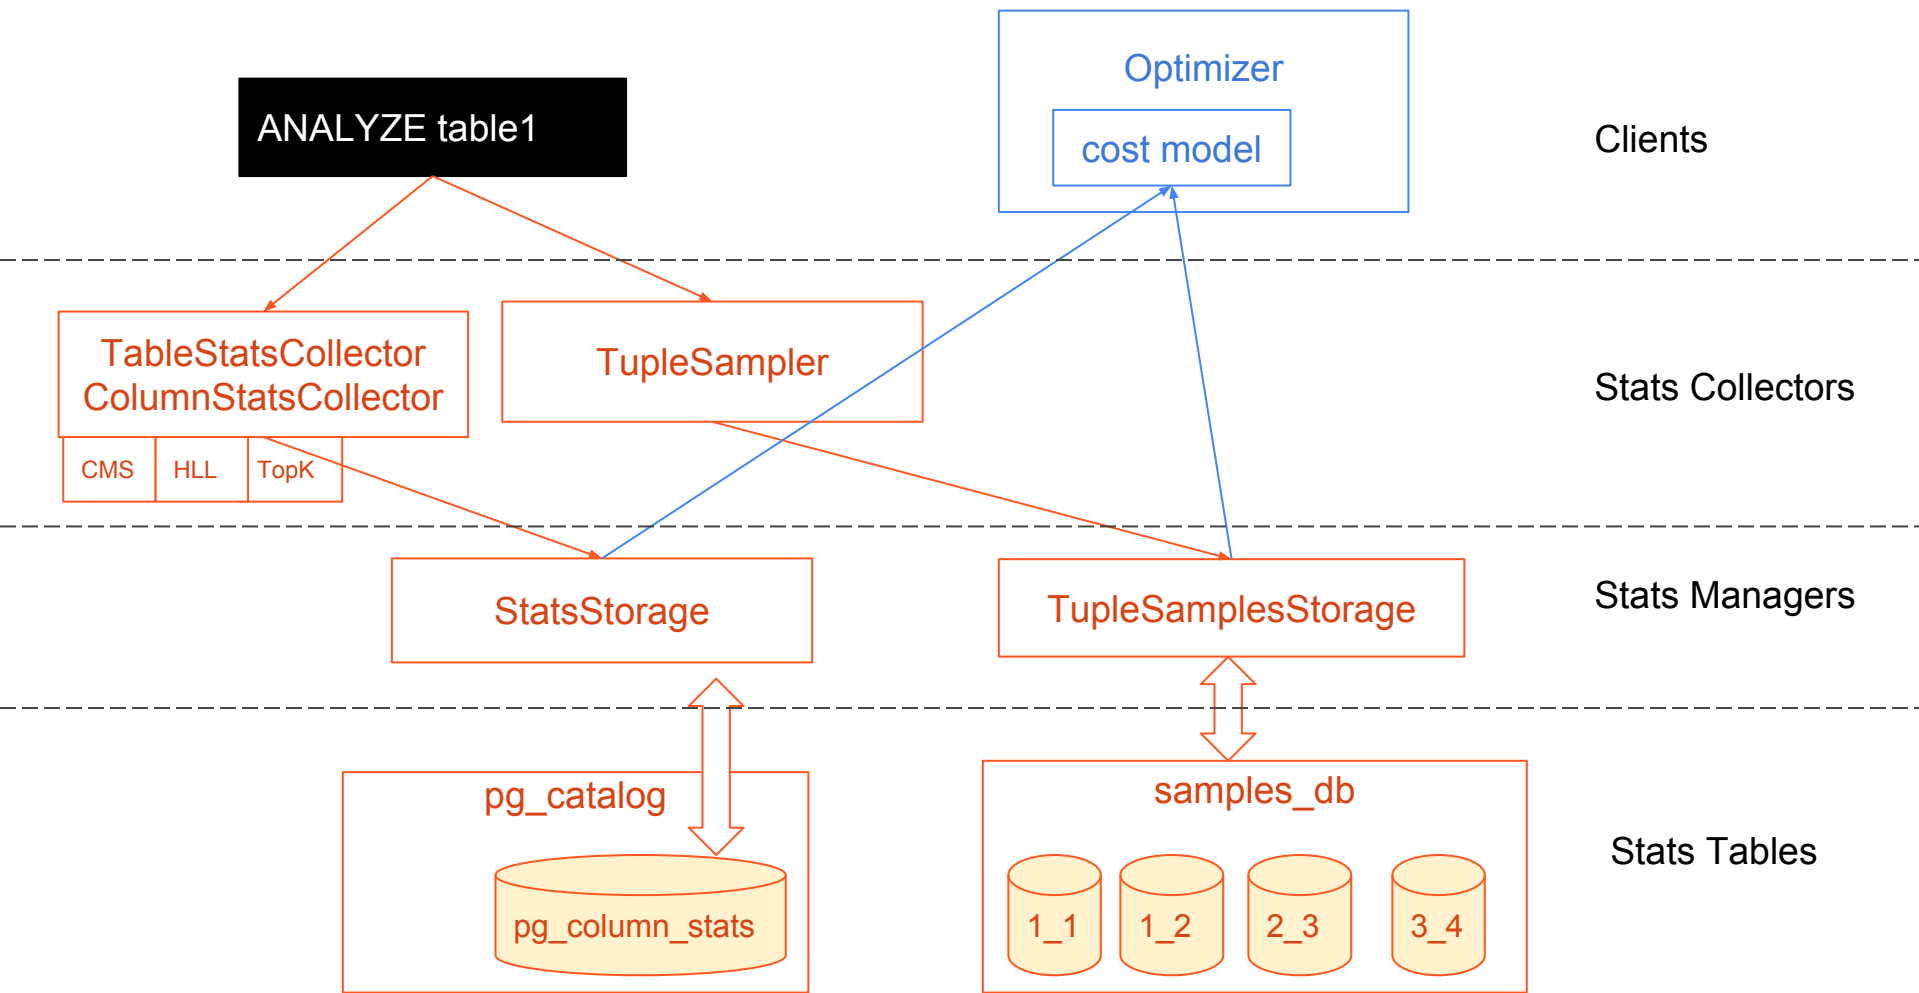 Optimizer
ANALYZE table1
cost model
Clients
TableStatsCollector
ColumnStatsCollector
TupleSampler
Stats Collectors
CMS
HLL
TopK
StatsStorage
TupleSamplesStorage
Stats Managers
pg_catalog
samples_db
Stats Tables
pg_column_stats
1_1
1_2
2_3
3_4